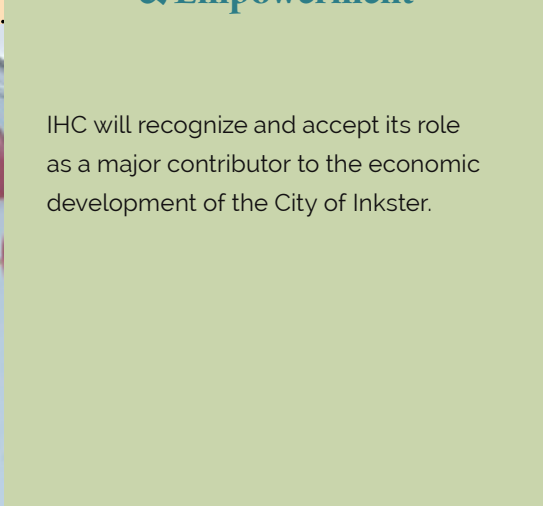 & Empowerment
IHC will recognize and accept its role
as a major contributor to the economic
development of the City of Inkster.